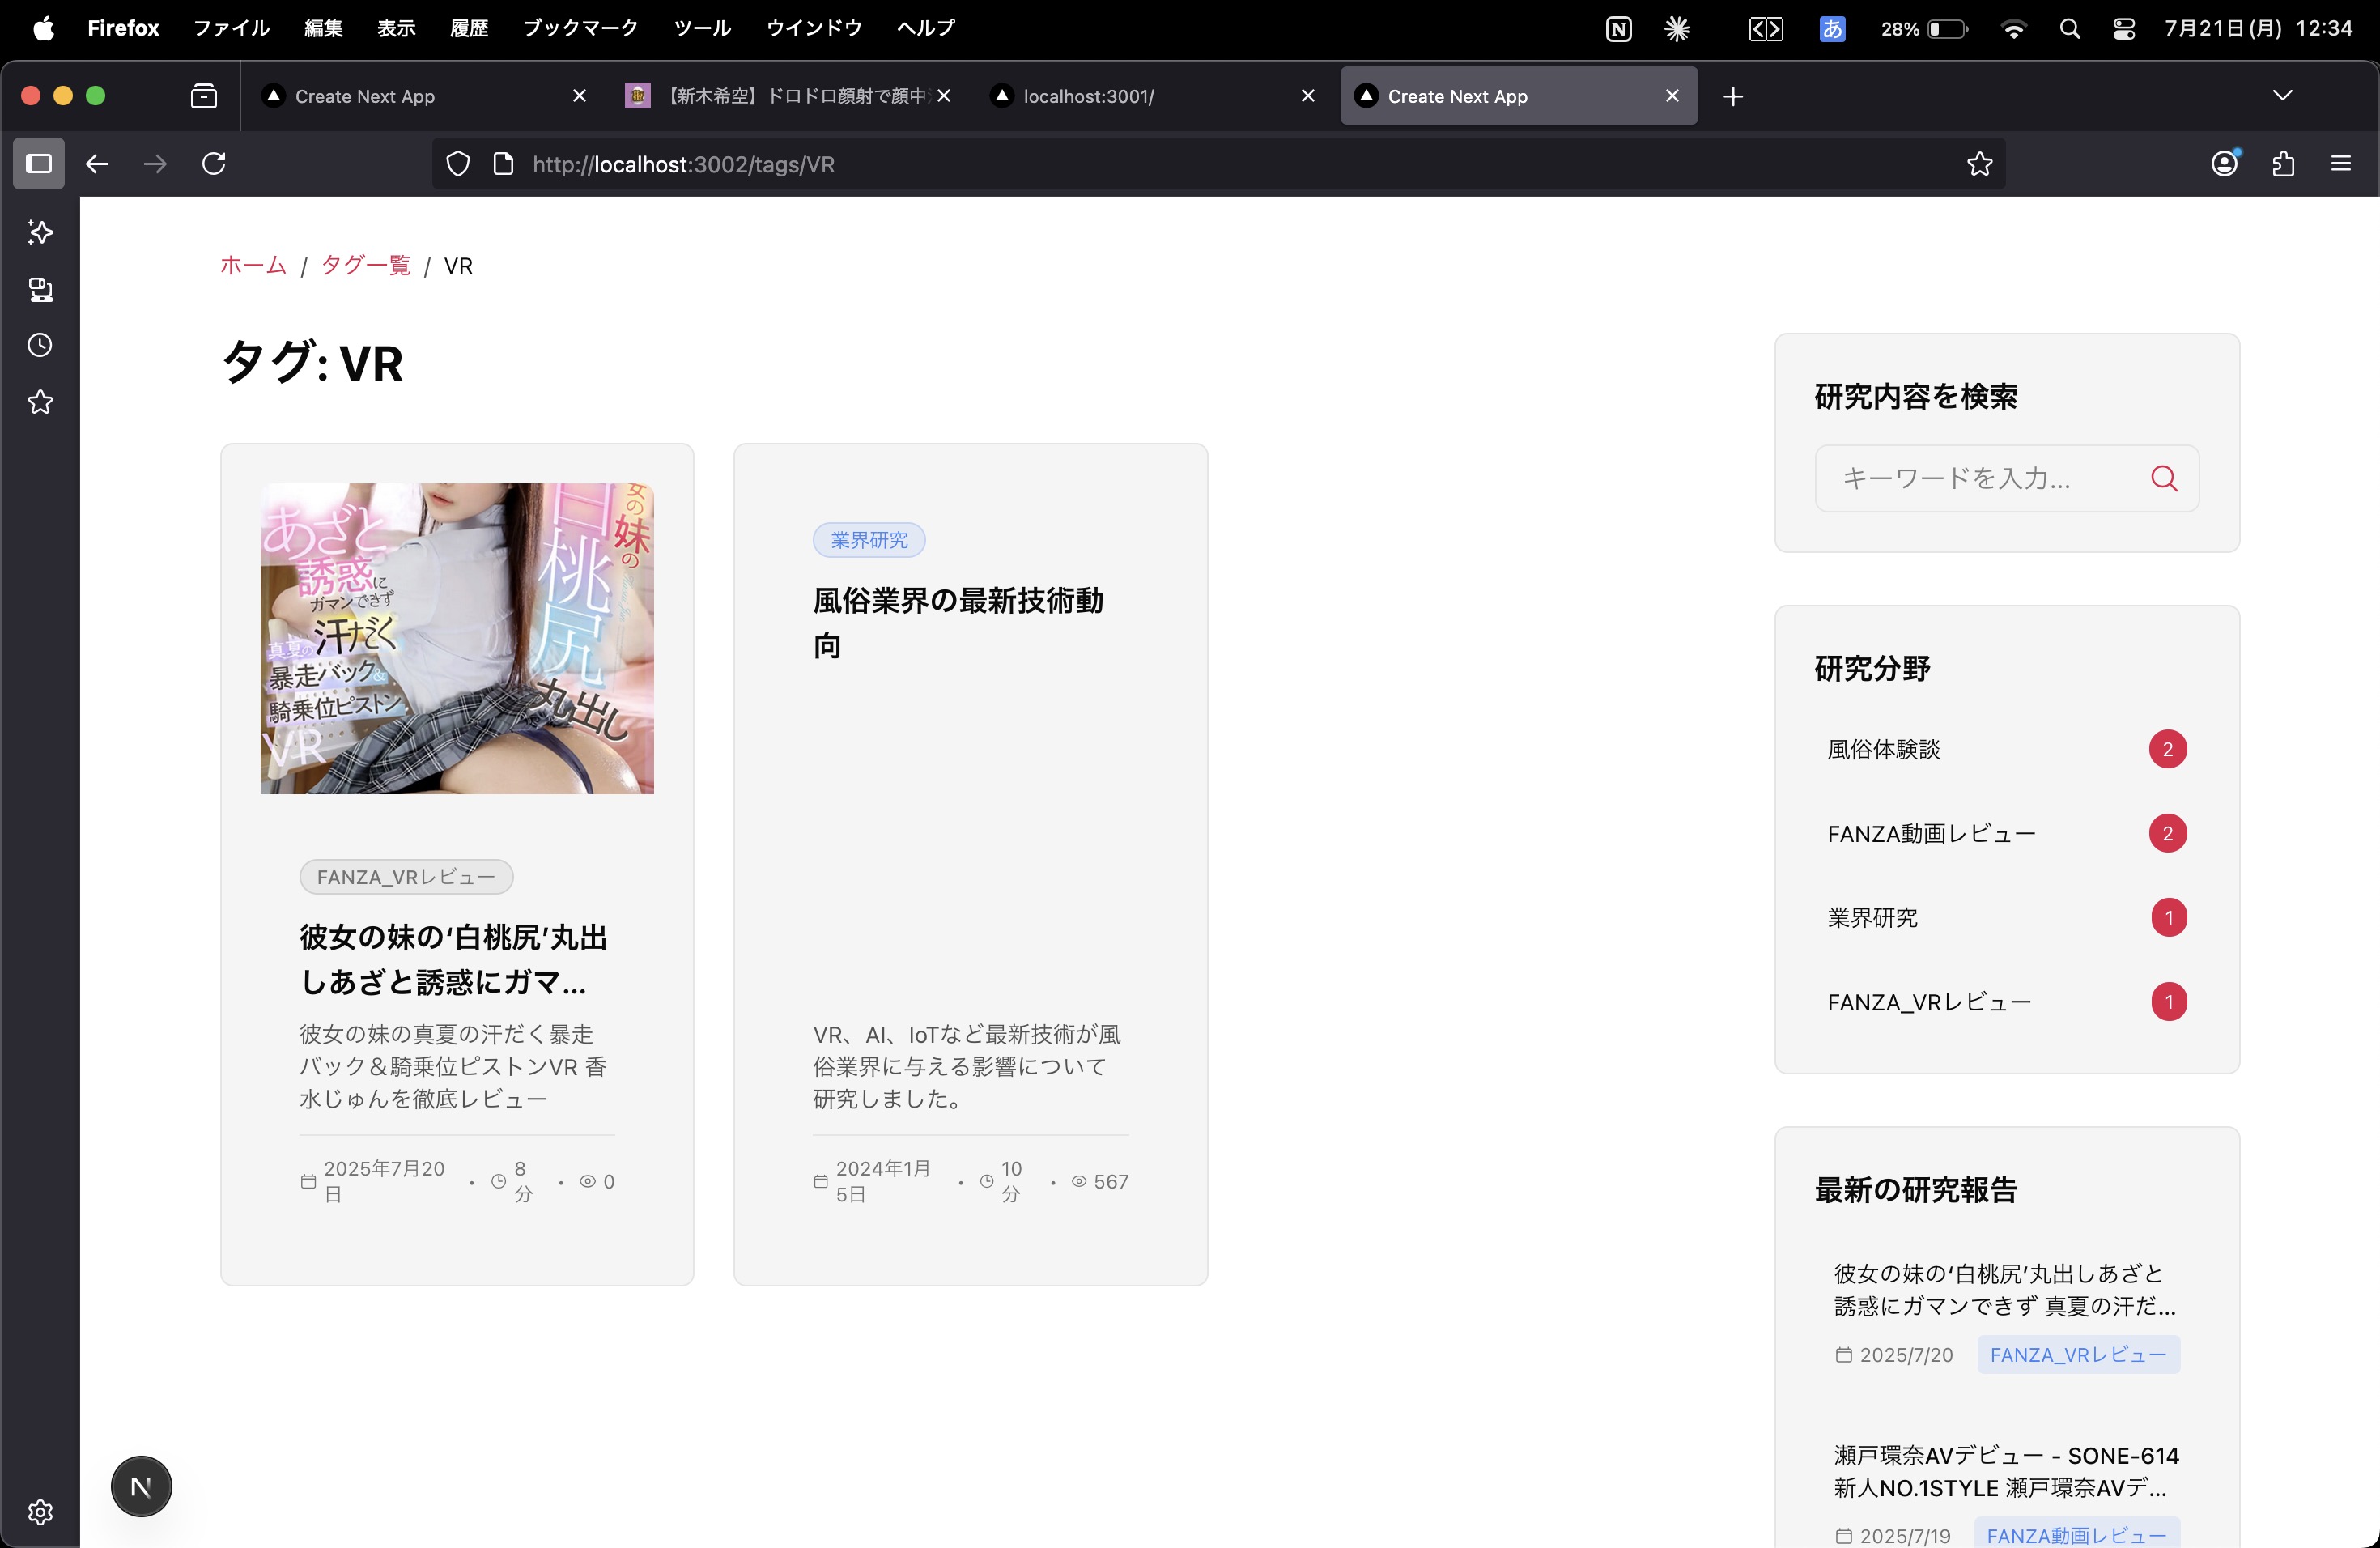 Firefox ファイル 編集 表示 履歴 ブックマーク ツール ウインドウ ヘルプ
あ 28% 7月21日(月) 12:34
Create Next App
【新木希空】ドロドロ顔射で顔中
localhost:3001/
Create Next App
http://localhost:3002/tags/VR
ホーム / タグ一覧 / VR
タグ: VR
あざと
誘惑に
ガマンできず
汗だく
真夏の
暴走バック&
騎乗位ピストン
VR
女の妹の
白桃尻
丸出し
FANZA_VRレビュー
彼女の妹の‘白桃尻’丸出
しあざと誘惑にガマ...
彼女の妹の真夏の汗だく暴走
バック＆騎乗位ピストンVR 香
水じゅんを徹底レビュー
2025年7月20
日
・
8
分
・
0
業界研究
風俗業界の最新技術動
向
VR、AI、IoTなど最新技術が風
俗業界に与える影響について
研究しました。
2024年1月
5日
・
10
分
・
567
研究内容を検索
キーワードを入力...
研究分野
風俗体験談 2
FANZA動画レビュー 2
業界研究 1
FANZA_VRレビュー 1
最新の研究報告
彼女の妹の‘白桃尻’丸出しあざと
誘惑にガマンできず 真夏の汗だ...
2025/7/20 FANZA_VRレビュー
瀬戸環奈AVデビュー - SONE-614
新人NO.1STYLE 瀬戸環奈AVデ...
2025/7/19 FANZA動画レビュー
N